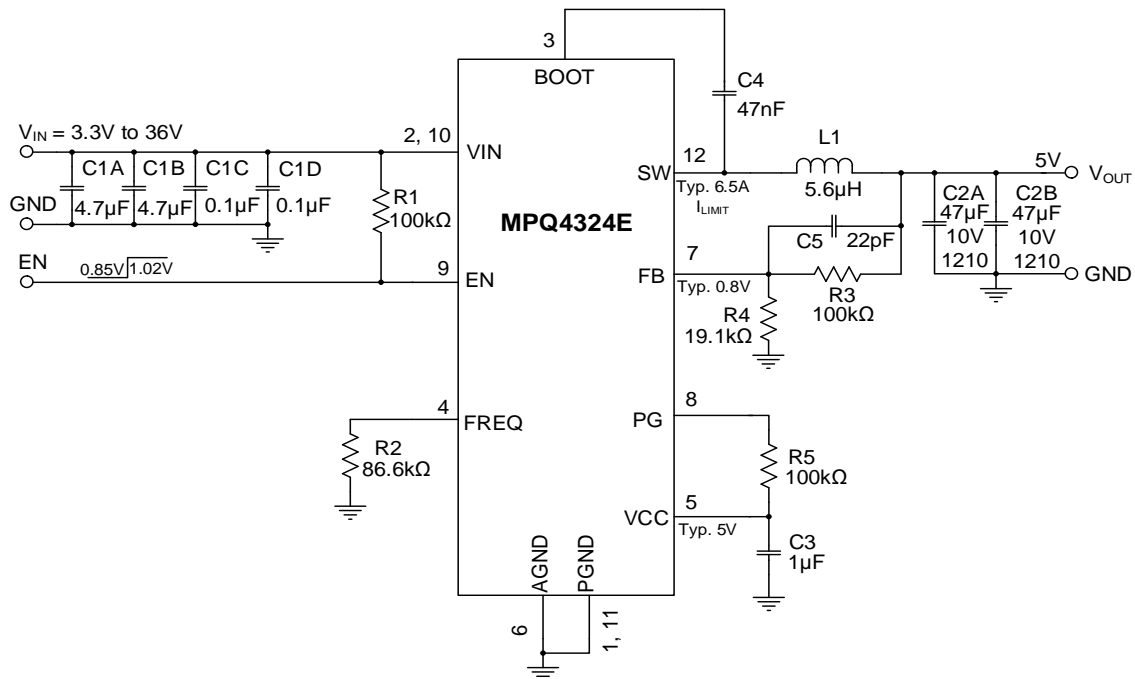 3
BOOT
C4
47nF
VIN = 3.3V to 36V
2, 10
VIN
C1A
C1B
C1C
C1D
4.7µF
4.7µF
0.1µF
0.1µF
GND
R1
100kΩ
EN
0.85V
1.02V
9
EN
MPQ4324E
12
SW
Typ. 6.5A
ILIMIT
L1
5.6µH
5V
VOUT
C2A
47µF
10V
1210
C2B
47µF
10V
1210
GND
C5
22pF
7
FB
Typ. 0.8V
R3
100kΩ
R4
19.1kΩ
4
FREQ
R2
86.6kΩ
8
PG
R5
100kΩ
5
VCC
Typ. 5V
C3
1µF
AGND
PGND
6
1, 11